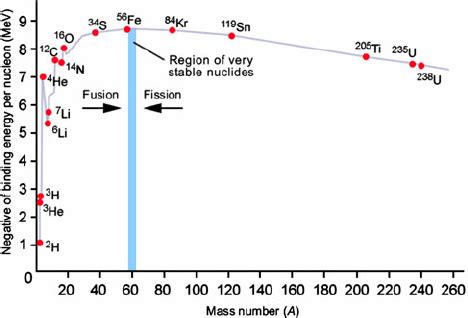 Negative of binding energy per nucleon (MeV)
9
8
7
6
5
4
3
2
1
0
¹⁶O
³⁴S
⁵⁶Fe
⁸⁴Kr
¹¹⁹Sn
²⁰⁵Ti
²³⁵U
²³⁸U
¹²C
¹⁴N
⁴He
⁷Li
⁶Li
³H
³He
²H
Region of very
stable nuclides
Fusion
Fission
20 40 60 80 100 120 140 160 180 200 220 240 260
Mass number (A)